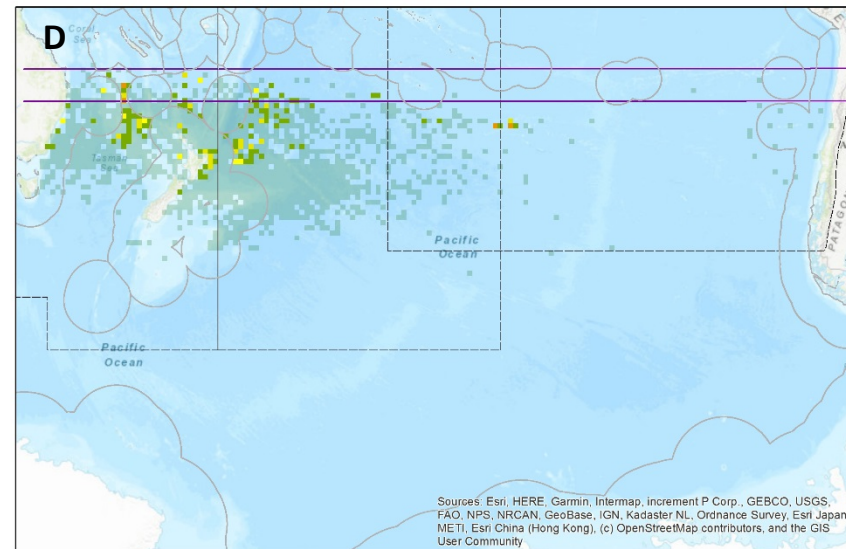 D
Coral
Sea
Tasman
Sea
Pacific
Ocean
Pacific
Ocean
PATAGON
Sources: Esri, HERE, Garmin, Intermap, increment P Corp., GEBCO, USGS,
FAO, NPS, NRCAN, GeoBase, IGN, Kadaster NL, Ordnance Survey, Esri Japan,
METI, Esri China (Hong Kong), (c) OpenStreetMap contributors, and the GIS
User Community